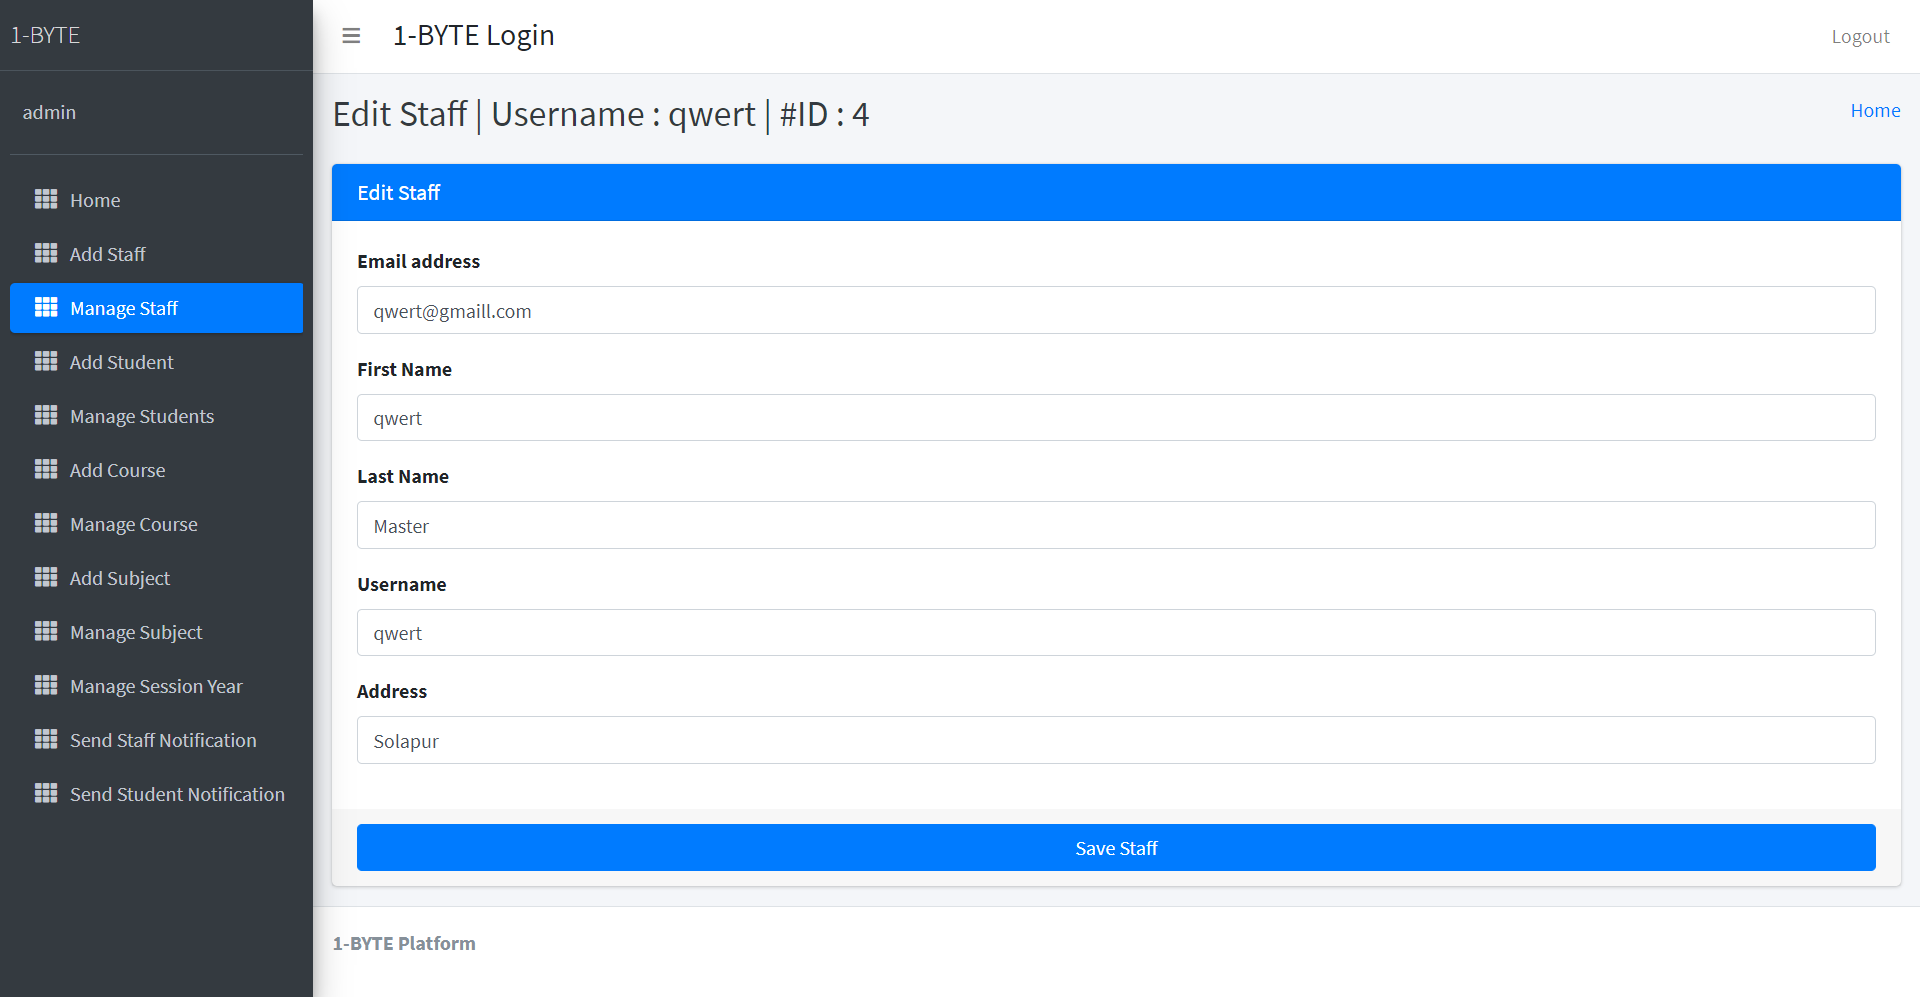 1-BYTE
1-BYTE Login
Logout
admin
Home
Add Staff
Manage Staff
Add Student
Manage Students
Add Course
Manage Course
Add Subject
Manage Subject
Manage Session Year
Send Staff Notification
Send Student Notification
Edit Staff | Username : qwert | #ID : 4
Home
Edit Staff
Email address
qwert@gmaill.com
First Name
qwert
Last Name
Master
Username
qwert
Address
Solapur
Save Staff
1-BYTE Platform